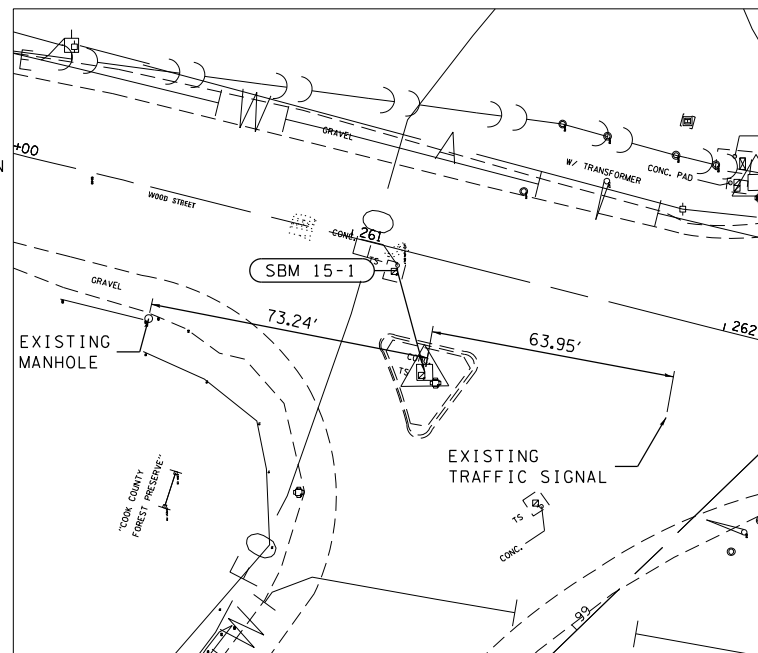 GRAVEL
W/ TRANSFORMER
CONC. PAD
N
+00
WOOD STREET
CONC.
261
TS
SBM 15-1
GRAVEL
73.24'
63.95'
262
EXISTING
MANHOLE
CONC.
TS
EXISTING
TRAFFIC SIGNAL
"COOK COUNTY
FOREST PRESERVE"
TS
CONC.
99